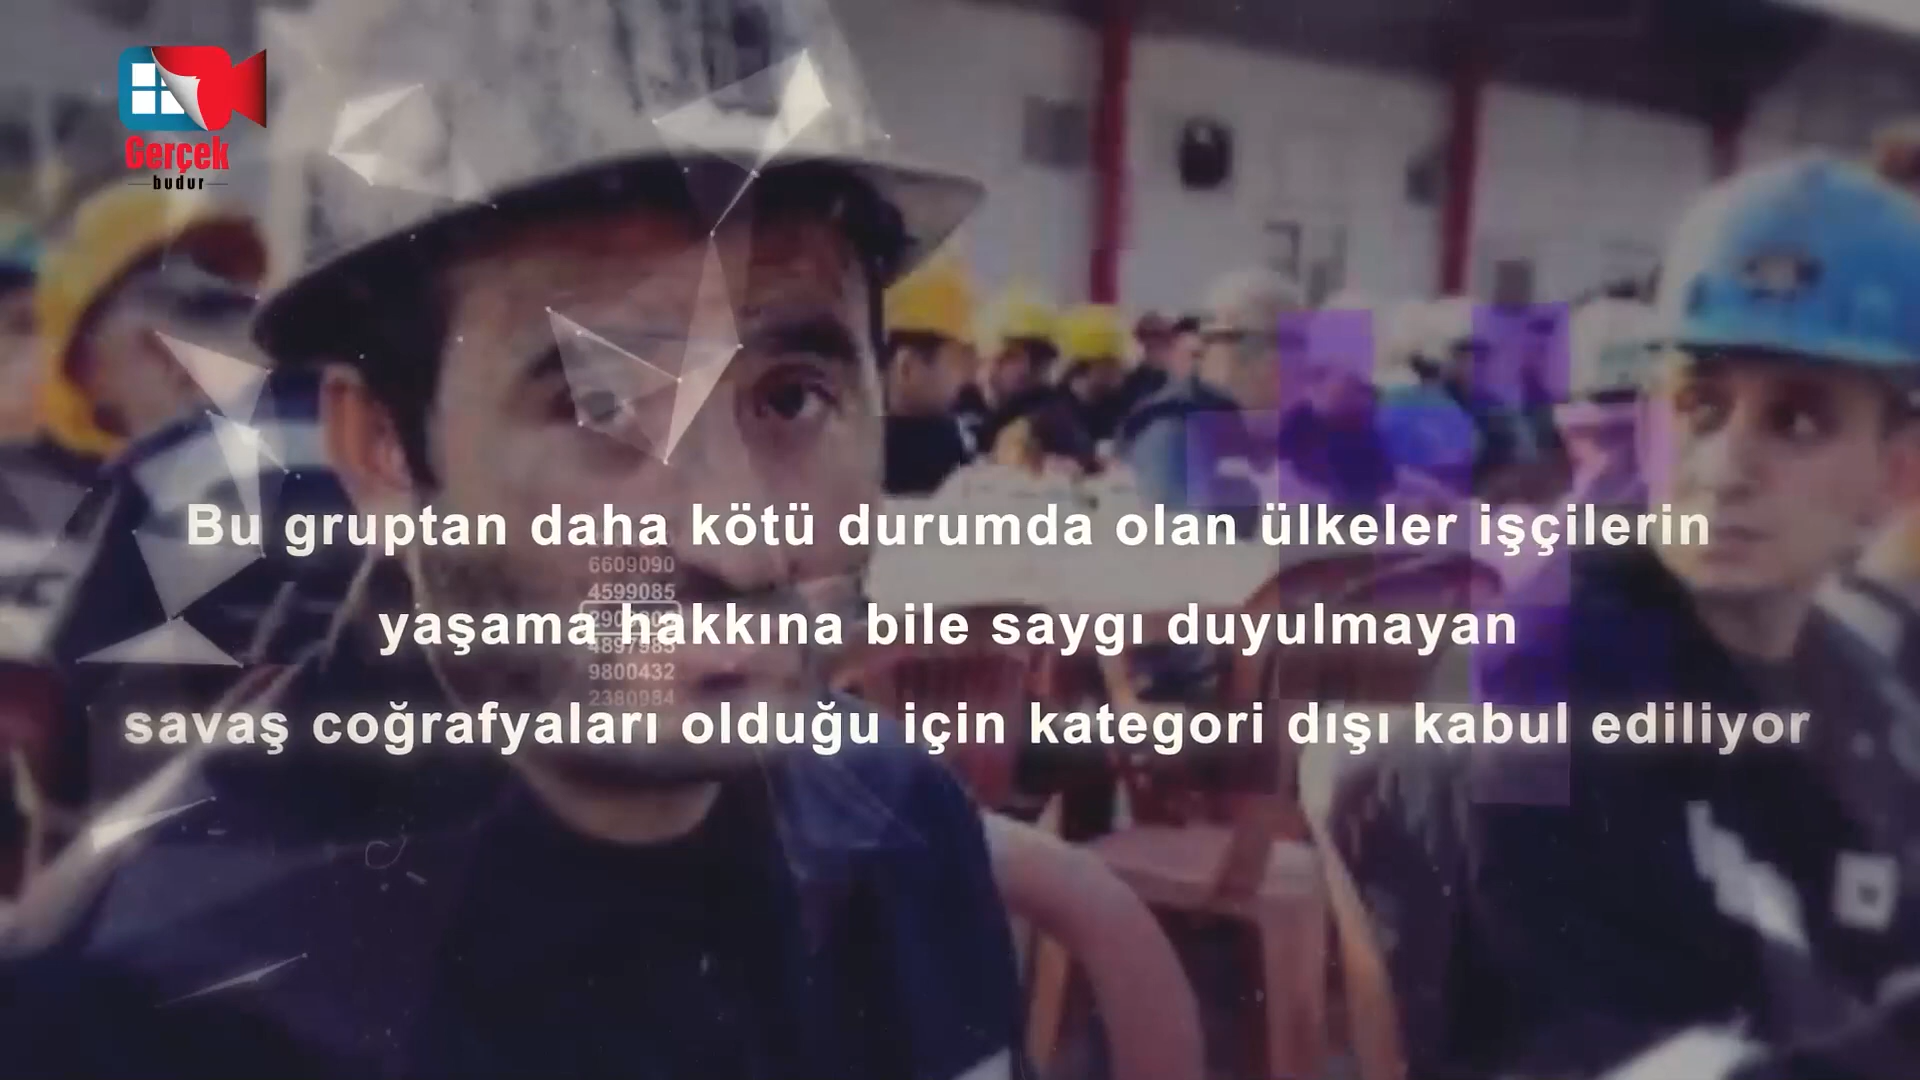 Gerçek
budur
Bu gruptan daha kötü durumda olan ülkeler işçilerin
6609090
4599085
yaşama hakkına bile saygı duyulmayan
4897985
9800432
2380984
savaş coğrafyaları olduğu için kategori dışı kabul ediliyor